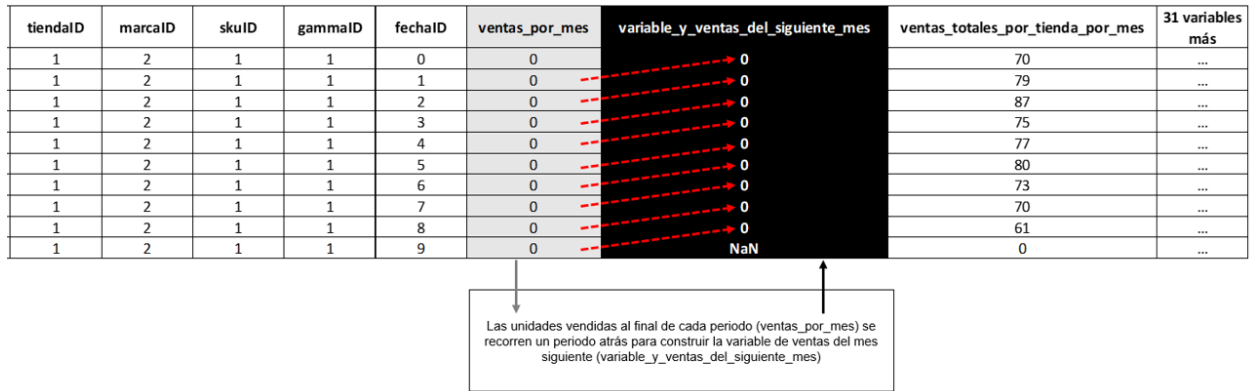 tiendaID marcaID skuID gammaID fechaID ventas_por_mes variable_y_ventas_del_siguiente_mes ventas_totales_por_tienda_por_mes 31 variables más
1 2 1 1 0 0 0 70 ...
1 2 1 1 1 0 0 79 ...
1 2 1 1 2 0 0 87 ...
1 2 1 1 3 0 0 75 ...
1 2 1 1 4 0 0 77 ...
1 2 1 1 5 0 0 80 ...
1 2 1 1 6 0 0 73 ...
1 2 1 1 7 0 0 70 ...
1 2 1 1 8 0 0 61 ...
1 2 1 1 9 0 NaN 0 ...
Las unidades vendidas al final de cada periodo (ventas_por_mes) se
recorren un periodo atrás para construir la variable de ventas del mes
siguiente (variable_y_ventas_del_siguiente_mes)